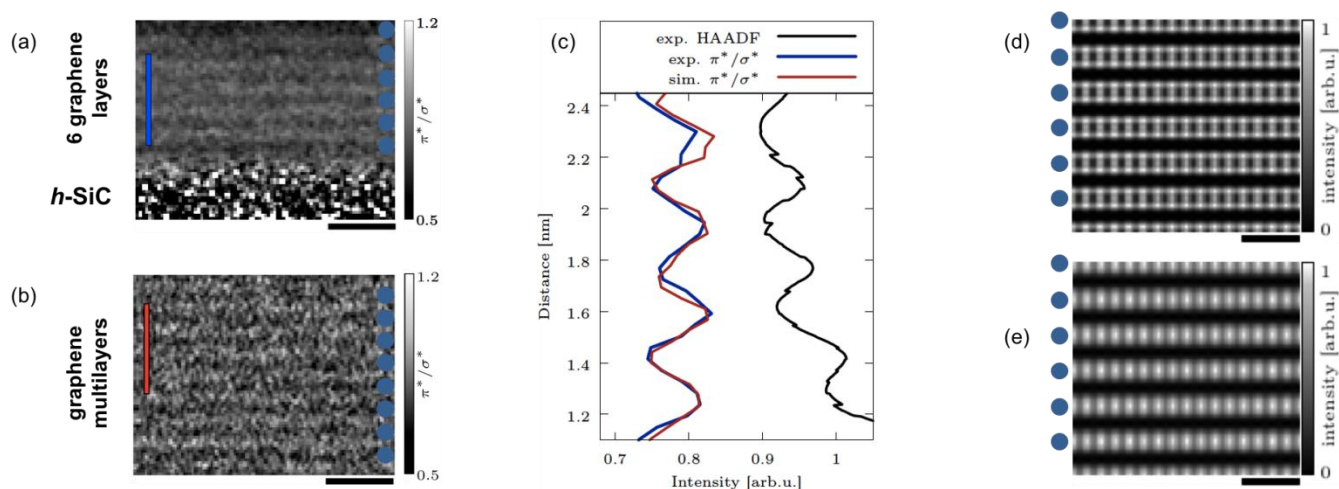 (a)
6 graphene
layers
h-SiC
1.2
π*/σ*
0.5
(b)
graphene
multilayers
1.2
π*/σ*
0.5
(c)
exp. HAADF
exp. π*/σ*
sim. π*/σ*
Distance [nm]
2.4
2.2
2
1.8
1.6
1.4
1.2
0.7 0.8 0.9 1
Intensity [arb.u.]
(d)
1
intensity [arb.u.]
0
(e)
1
intensity [arb.u.]
0